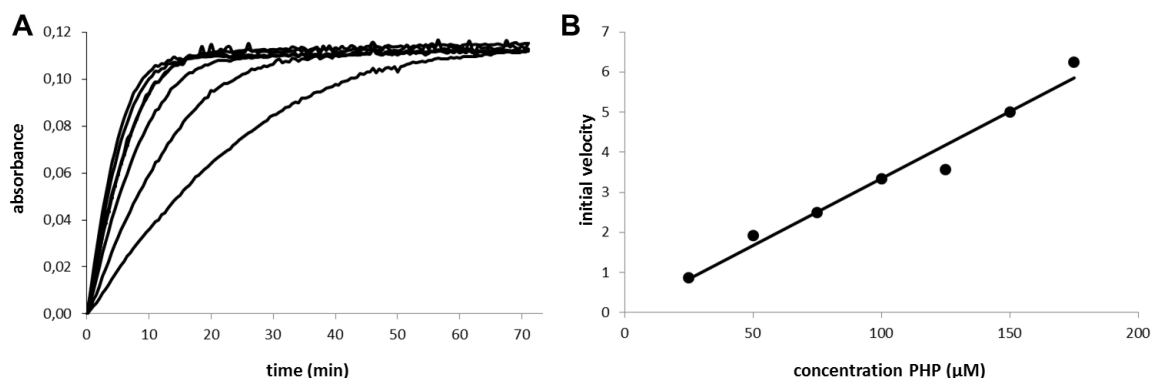 A
absorbance
0,12
0,10
0,08
0,06
0,04
0,02
0,00
0 10 20 30 40 50 60 70
time (min)
B
initial velocity
7
6
5
4
3
2
1
0
0 50 100 150 200
concentration PHP (µM)